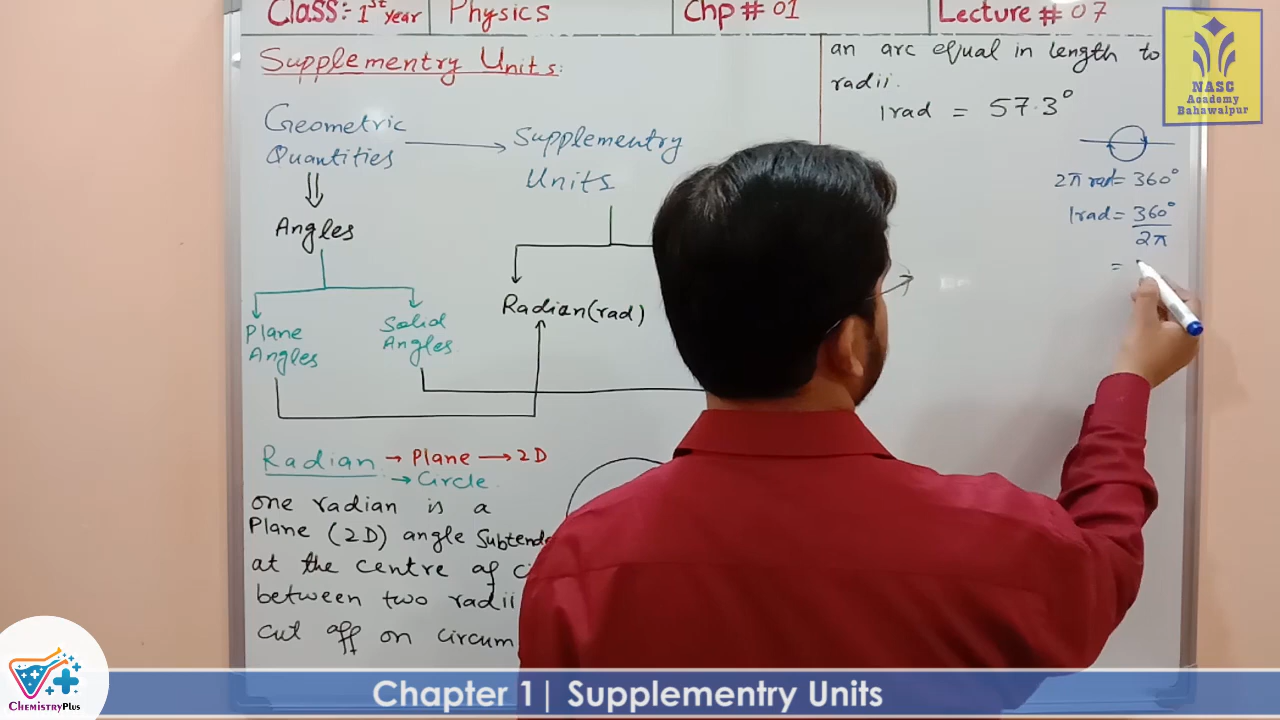 Class: 1st year Physics Chp # 01 Lecture # 07
Supplementry Units:
Geometric
Quantities
Supplementry
Units
Angles
Plane
Angles
Solid
Angles
Radian(rad)
Radian → Plane → 2D
→ Circle
one radian is a
Plane (2D) angle Subtend
at the centre of
between two radii
cut off on circum
an arc equal in length to
radii.
1rad = 57.3°
2π rad = 360°
1rad = 360°
2π
=
NASC
Academy
Bahawalpur
CHEMISTRYPLUS
Chapter 1| Supplementry Units